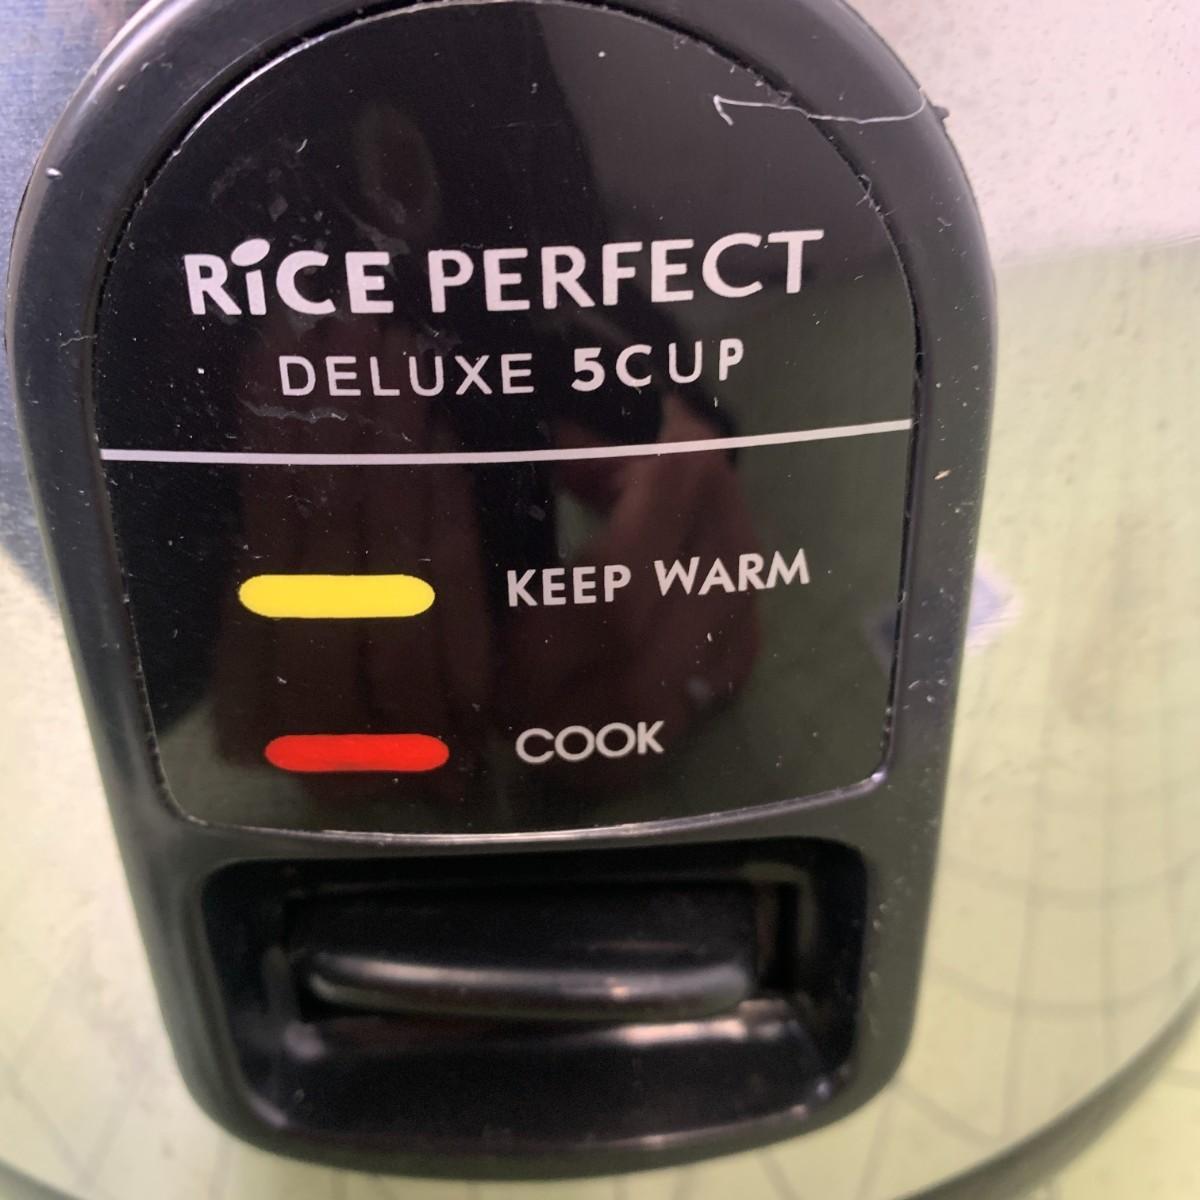 RiCE PERFECT
DELUXE 5CUP
KEEP WARM
COOK